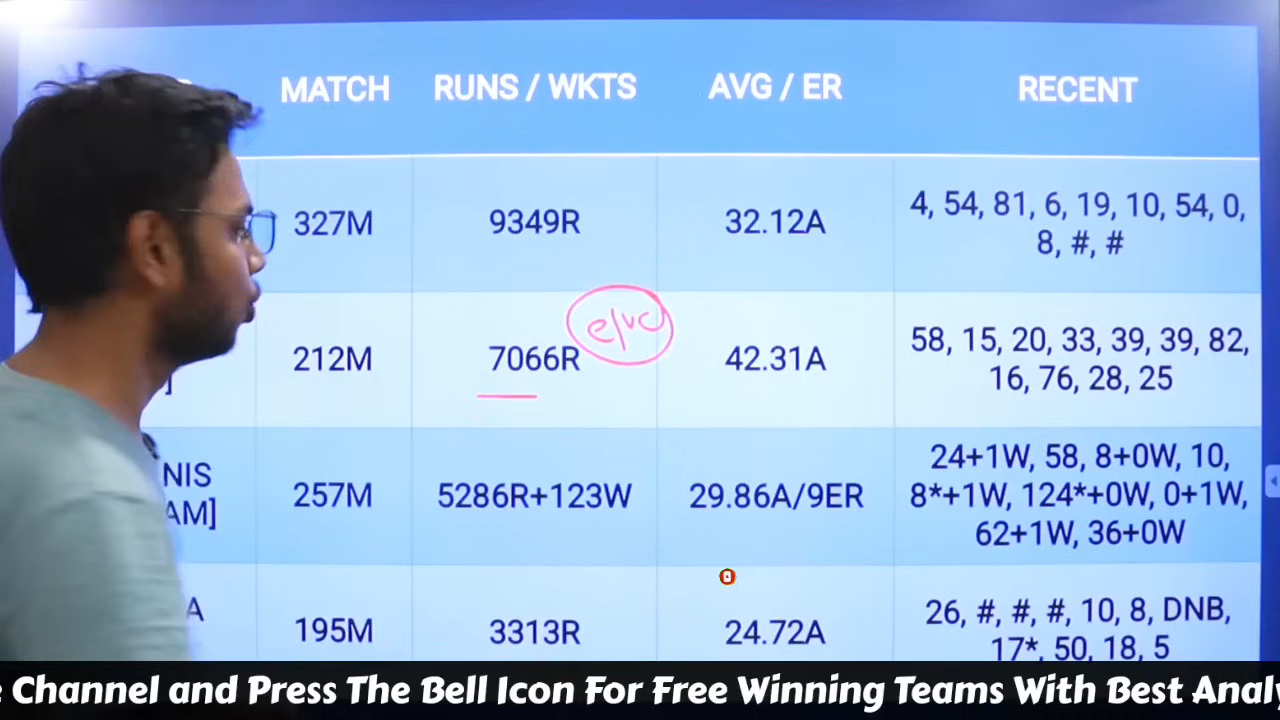 MATCH RUNS / WKTS AVG / ER RECENT
327M 9349R 32.12A 4, 54, 81, 6, 19, 10, 54, 0,
8, #, #
c/vc
212M 7066R 42.31A 58, 15, 20, 33, 39, 39, 82,
] 16, 76, 28, 25
NIS 257M 5286R+123W 29.86A/9ER 24+1W, 58, 8+0W, 10,
AM] 8*+1W, 124*+0W, 0+1W,
62+1W, 36+0W
A 195M 3313R 24.72A 26, #, #, #, 10, 8, DNB,
17*, 50, 18, 5
e Channel and Press The Bell Icon For Free Winning Teams With Best Analy